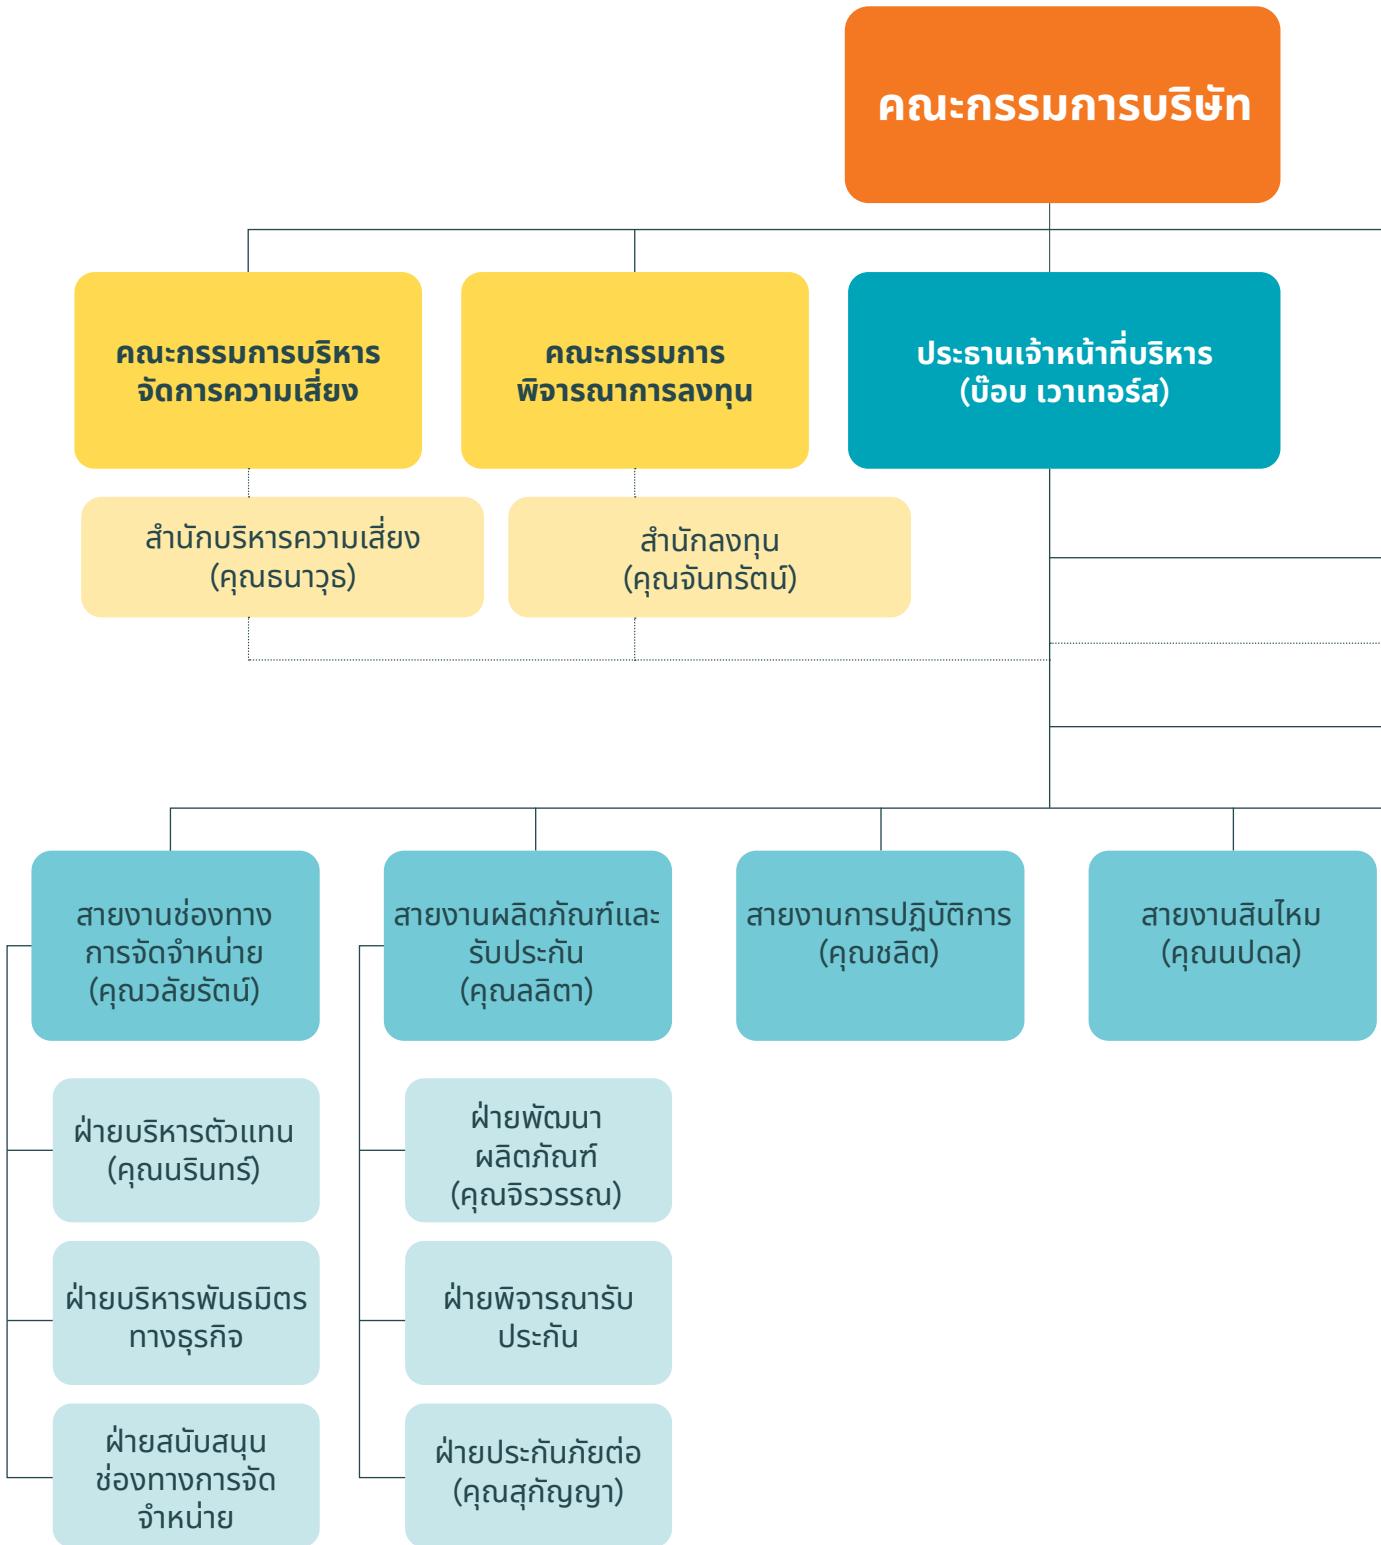 คณะกรรมการบริษัท
คณะกรรมการบริหาร
จัดการความเสี่ยง
คณะกรรมการ
พิจารณาการลงทุน
ประธานเจ้าหน้าที่บริหาร
(บ๊อบ เวาเทอร์ส)
สำนักบริหารความเสี่ยง
(คุณธนาวุธ)
สำนักลงทุน
(คุณจันทรัตน์)
สายงานช่องทาง
การจัดจำหน่าย
(คุณวลัยรัตน์)
สายงานผลิตภัณฑ์และ
รับประกัน
(คุณลลิตา)
สายงานการปฏิบัติการ
(คุณชลิต)
สายงานสินไหม
(คุณนปดล)
ฝ่ายบริหารตัวแทน
(คุณนรินทร์)
ฝ่ายพัฒนา
ผลิตภัณฑ์
(คุณจิรวรรณ)
ฝ่ายบริหารพันธมิตร
ทางธุรกิจ
ฝ่ายพิจารณารับ
ประกัน
ฝ่ายสนับสนุน
ช่องทางการจัด
จำหน่าย
ฝ่ายประกันภัยต่อ
(คุณสุกัญญา)